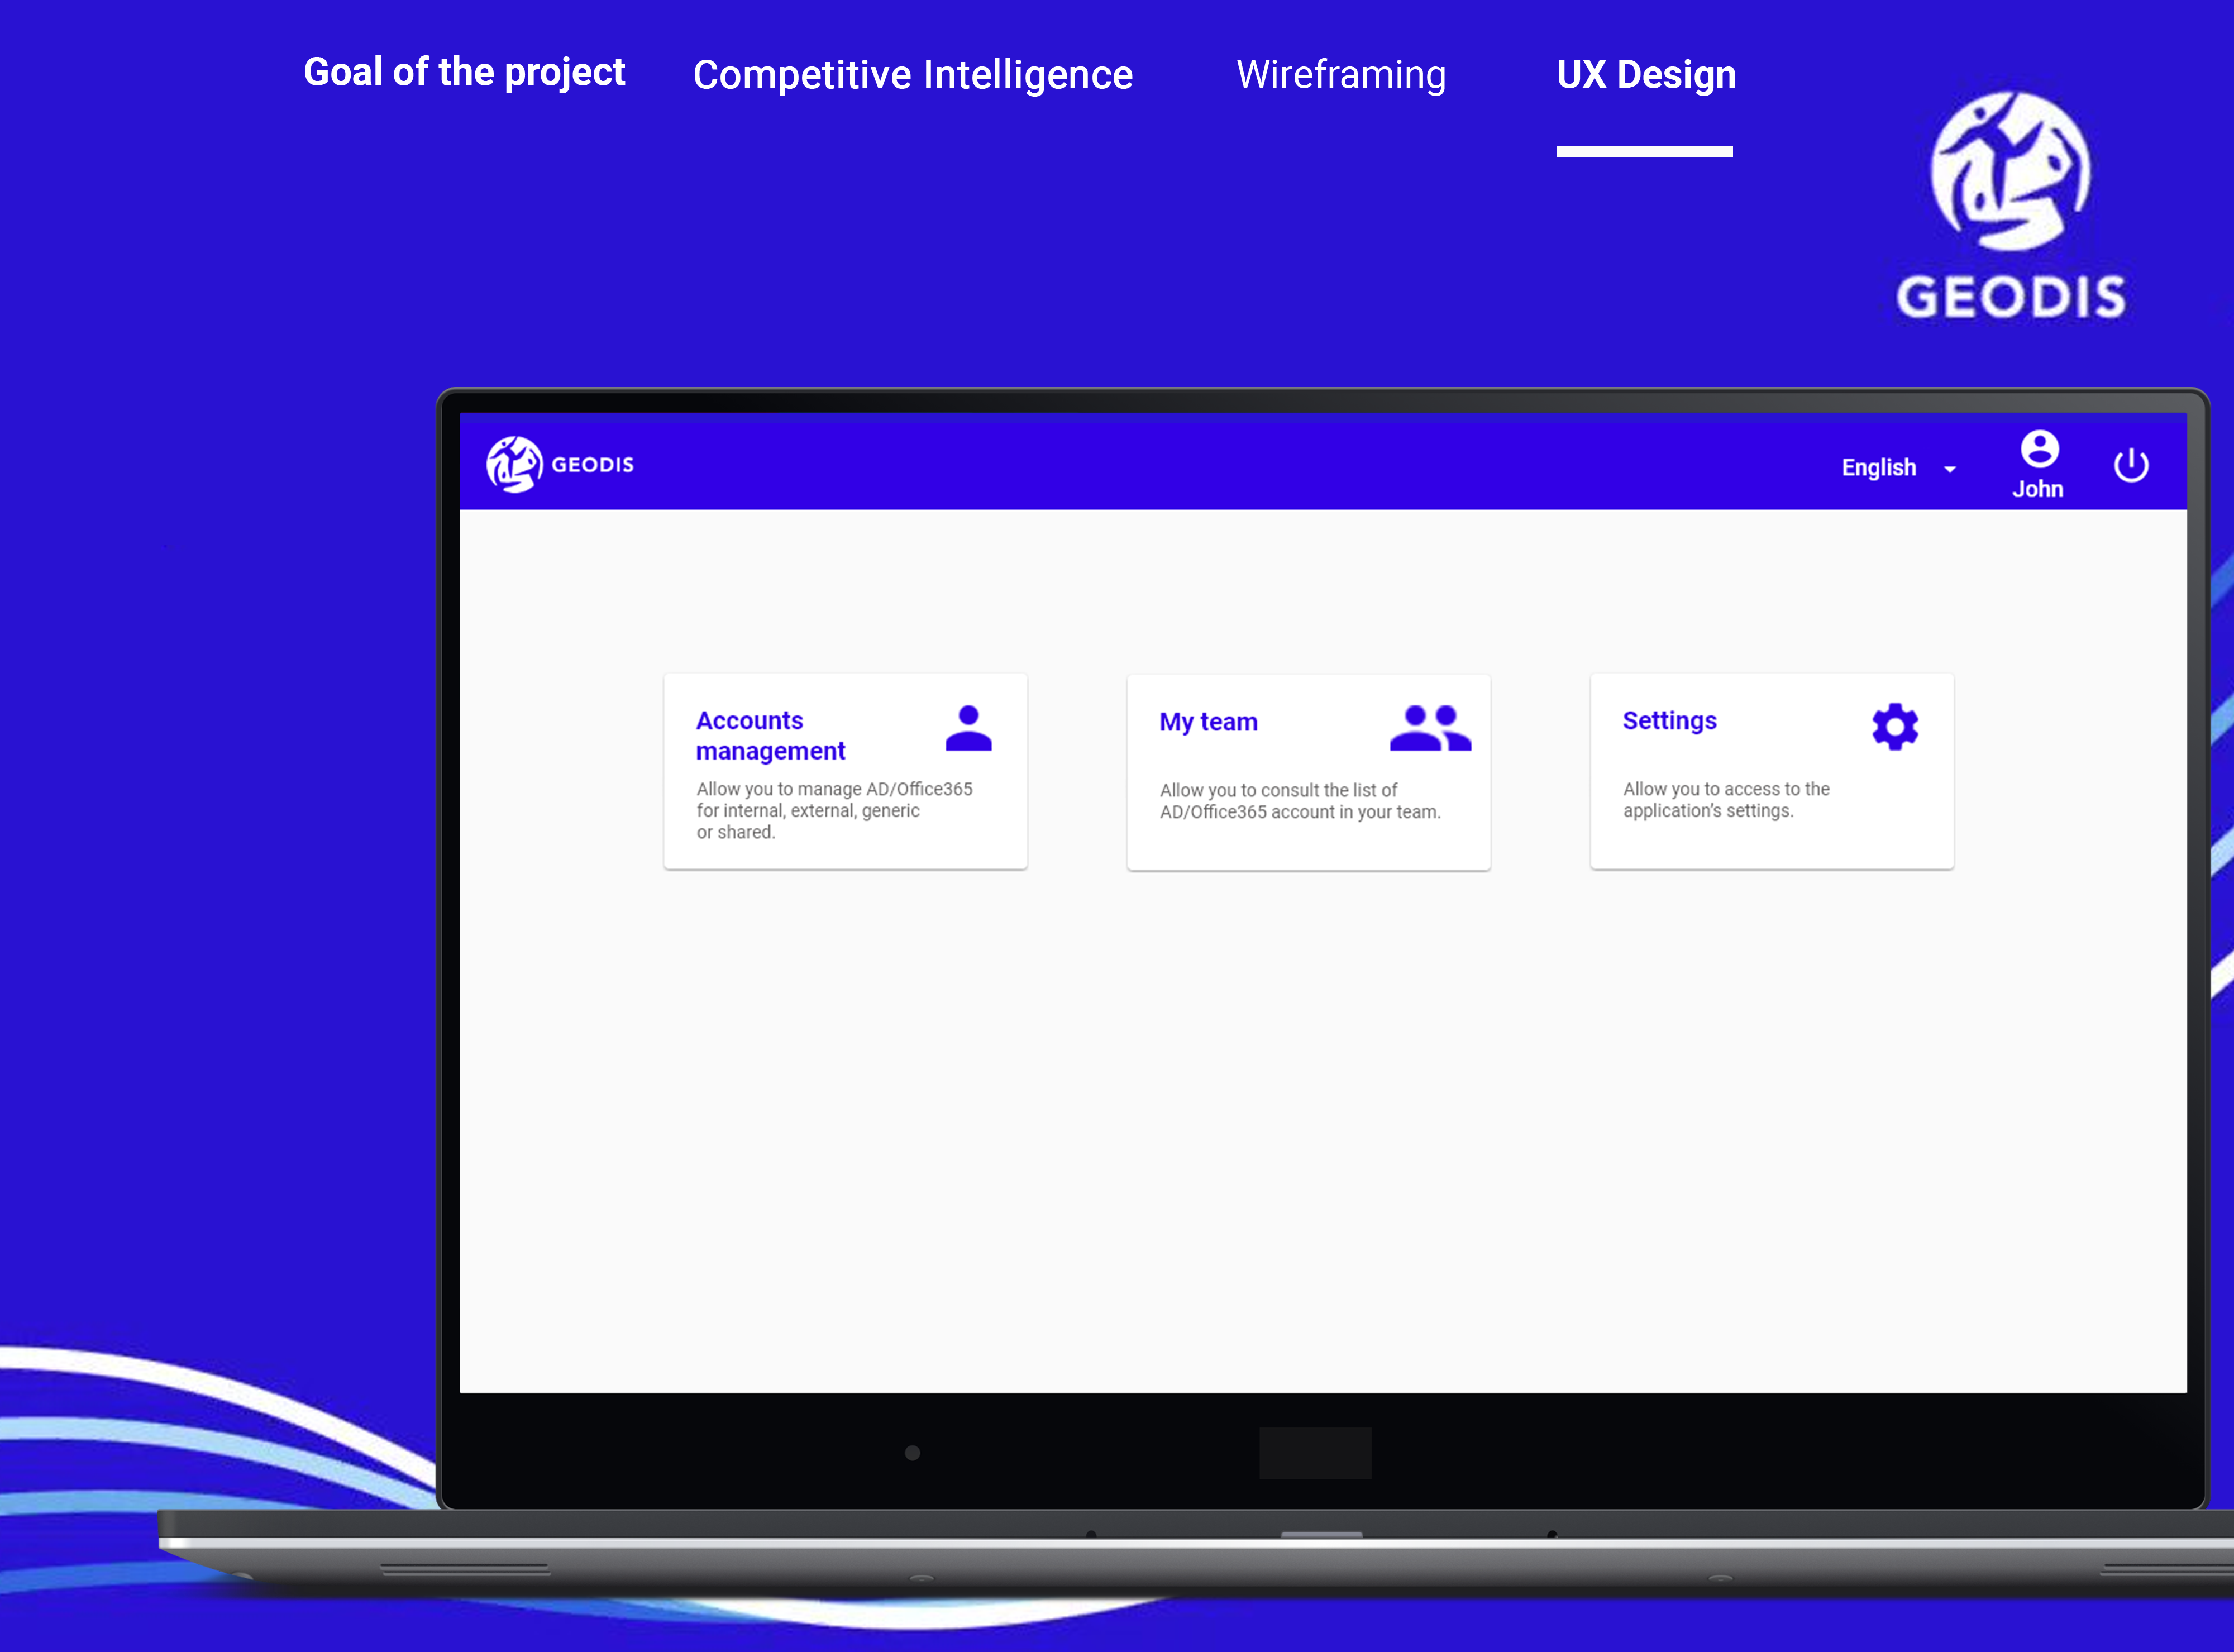 Goal of the project
Competitive Intelligence
Wireframing
UX Design
GEODIS
GEODIS
English
John
Accounts
management
Allow you to manage AD/Office365
for internal, external, generic
or shared.
My team
Allow you to consult the list of
AD/Office365 account in your team.
Settings
Allow you to access to the
application's settings.